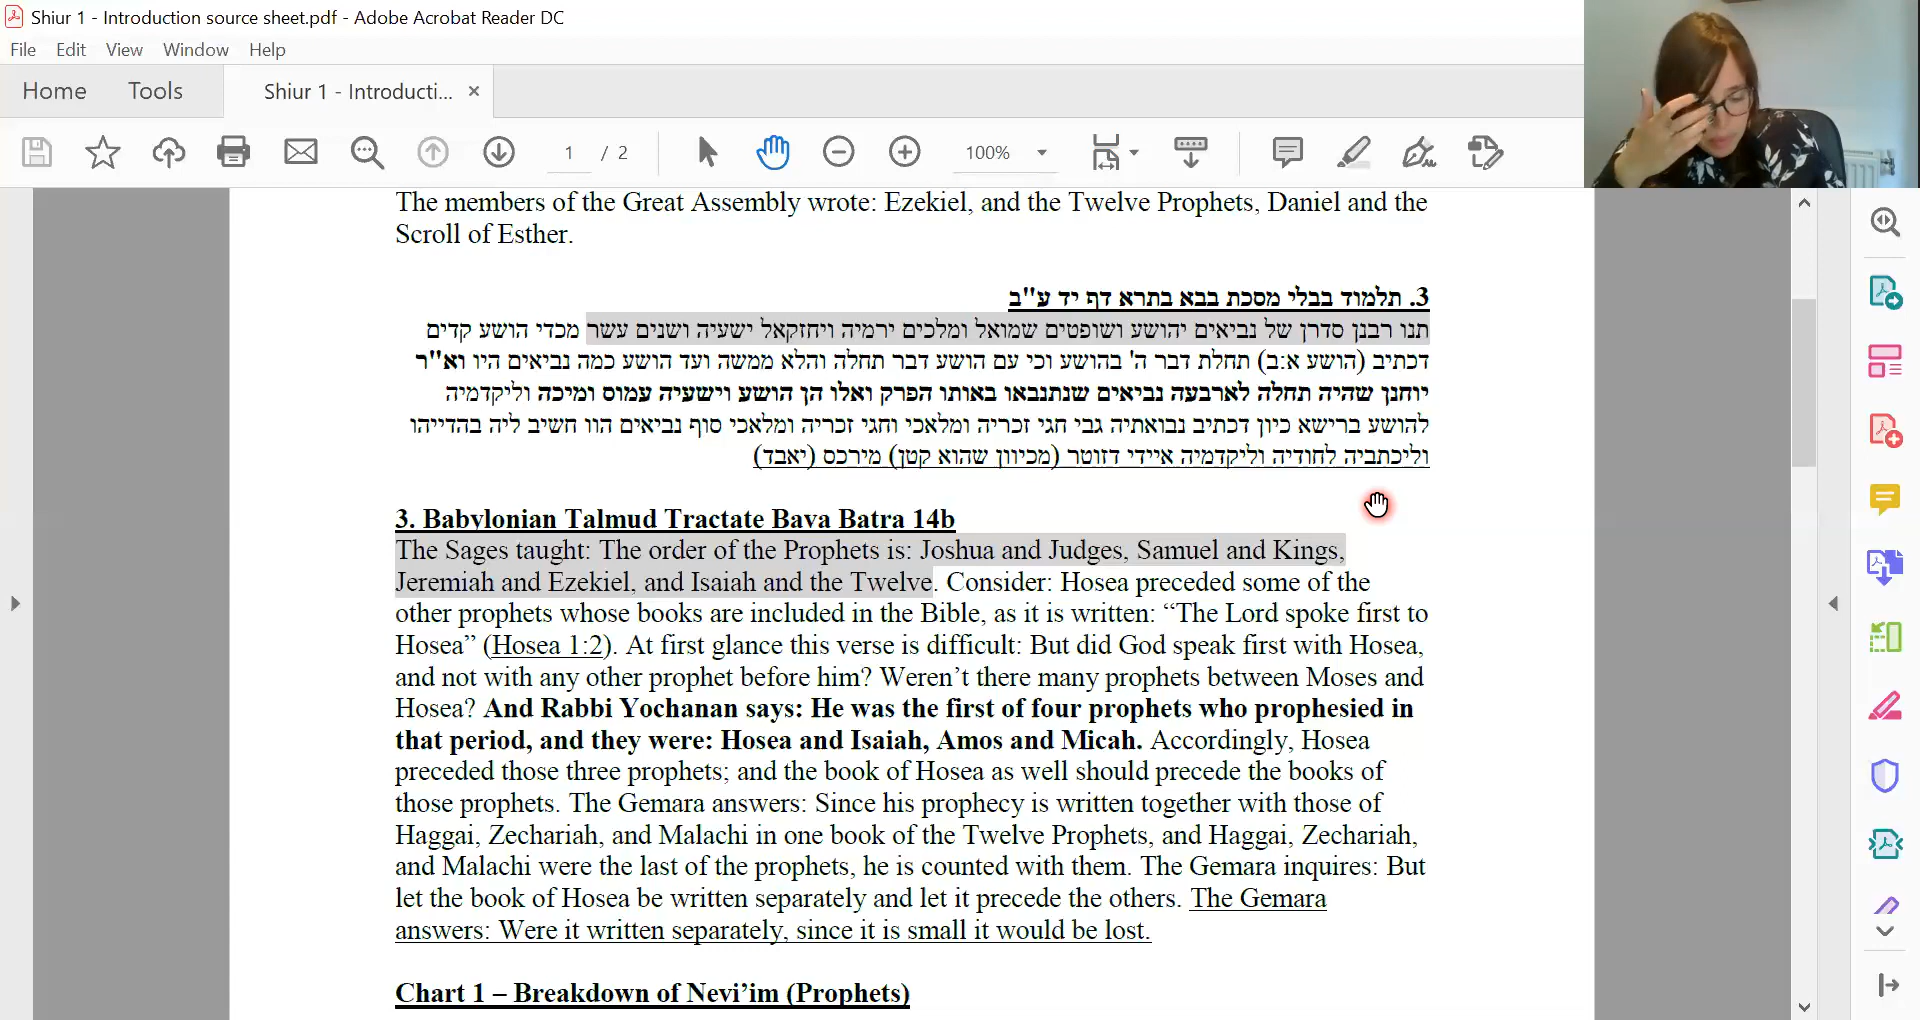 Shiur 1 - Introduction source sheet.pdf - Adobe Acrobat Reader DC
File Edit View Window Help
Home Tools Shiur 1 - Introducti... ×
1 / 2 100%
The members of the Great Assembly wrote: Ezekiel, and the Twelve Prophets, Daniel and the
Scroll of Esther.
3. תלמוד בבלי מסכת בבא בתרא דף יד ע"ב
תנו רבנן סדרן של נביאים יהושע ושופטים שמואל ומלכים ירמיה ויחזקאל ישעיה ושנים עשר מכדי הושע קדים
דכתיב (הושע א:ב) תחלת דבר ה' בהושע וכי עם הושע דבר תחלה והלא ממשה ועד הושע כמה נביאים היו וא"ר
יוחנן שהיה תחלה לארבעה נביאים שנתנבאו באותו הפרק ואלו הן הושע וישעיה עמוס ומיכה וליקדמיה
להושע ברישא כיון דכתיב נבואתיה גבי חגי זכריה ומלאכי וחגי זכריה ומלאכי סוף נביאים הוו חשיב ליה בהדייהו
וליכתביה לחודיה וליקדמיה איידי דזוטר (מכיוון שהוא קטן) מירכס (יאבד)
3. Babylonian Talmud Tractate Bava Batra 14b
The Sages taught: The order of the Prophets is: Joshua and Judges, Samuel and Kings,
Jeremiah and Ezekiel, and Isaiah and the Twelve. Consider: Hosea preceded some of the
other prophets whose books are included in the Bible, as it is written: “The Lord spoke first to
Hosea” (Hosea 1:2). At first glance this verse is difficult: But did God speak first with Hosea,
and not with any other prophet before him? Weren’t there many prophets between Moses and
Hosea? And Rabbi Yochanan says: He was the first of four prophets who prophesied in
that period, and they were: Hosea and Isaiah, Amos and Micah. Accordingly, Hosea
preceded those three prophets; and the book of Hosea as well should precede the books of
those prophets. The Gemara answers: Since his prophecy is written together with those of
Haggai, Zechariah, and Malachi in one book of the Twelve Prophets, and Haggai, Zechariah,
and Malachi were the last of the prophets, he is counted with them. The Gemara inquires: But
let the book of Hosea be written separately and let it precede the others. The Gemara
answers: Were it written separately, since it is small it would be lost.
Chart 1 – Breakdown of Nevi’im (Prophets)